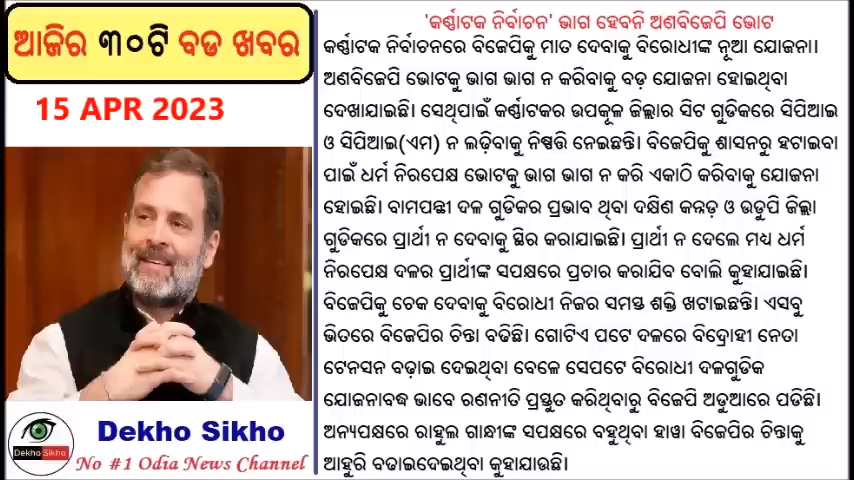 ଆଜିର ୩୦ଟି ବଡ ଖବର
15 APR 2023
Dekho Sikho
Dekho Sikho
No #1 Odia News Channel
'କର୍ଣ୍ଣାଟକ ନିର୍ବାଚନ' ଭାଗ ହେବନି ଅଣବିଜେପି ଭୋଟ
କର୍ଣ୍ଣାଟକ ନିର୍ବାଚନରେ ବିଜେପିକୁ ମାତ ଦେବାକୁ ବିରୋଧୀଙ୍କ ନୂଆ ଯୋଜନା।
ଅଣବିଜେପି ଭୋଟକୁ ଭାଗ ଭାଗ ନ କରିବାକୁ ବଡ଼ ଯୋଜନା ହୋଇଥିବା
ଦେଖାଯାଇଛି। ସେଥିପାଇଁ କର୍ଣ୍ଣାଟକର ଉପକୂଳ ଜିଲ୍ଲାର ସିଟ ଗୁଡିକରେ ସିପିଆଇ
ଓ ସିପିଆଇ(ଏମ) ନ ଲଢ଼ିବାକୁ ନିଷ୍ପତ୍ତି ନେଇଛନ୍ତି। ବିଜେପିକୁ ଶାସନରୁ ହଟାଇବା
ପାଇଁ ଧର୍ମ ନିରପେକ୍ଷ ଭୋଟକୁ ଭାଗ ଭାଗ ନ କରି ଏକାଠି କରିବାକୁ ଯୋଜନା
ହୋଇଛି। ବାମପନ୍ଥୀ ଦଳ ଗୁଡିକର ପ୍ରଭାବ ଥିବା ଦକ୍ଷିଣ କନ୍ନଡ଼ ଓ ଉଡୁପି ଜିଲ୍ଲା
ଗୁଡିକରେ ପ୍ରାର୍ଥୀ ନ ଦେବାକୁ ସ୍ଥିର କରାଯାଇଛି। ପ୍ରାର୍ଥୀ ନ ଦେଲେ ମଧ୍ୟ ଧର୍ମ
ନିରପେକ୍ଷ ଦଳର ପ୍ରାର୍ଥୀଙ୍କ ସପକ୍ଷରେ ପ୍ରଚାର କରାଯିବ ବୋଲି କୁହାଯାଇଛି।
ବିଜେପିକୁ ଚେକ ଦେବାକୁ ବିରୋଧୀ ନିଜର ସମସ୍ତ ଶକ୍ତି ଖଟାଇଛନ୍ତି। ଏସବୁ
ଭିତରେ ବିଜେପିର ଚିନ୍ତା ବଢିଛି। ଗୋଟିଏ ପଟେ ଦଳରେ ବିଦ୍ରୋହୀ ନେତା
ଟେନସନ ବଢ଼ାଇ ଦେଇଥିବା ବେଳେ ସେପଟେ ବିରୋଧୀ ଦଳଗୁଡିକ
ଯୋଜନାବଦ୍ଧ ଭାବେ ରଣନୀତି ପ୍ରସ୍ତୁତ କରିଥିବାରୁ ବିଜେପି ଅଡୁଆରେ ପଡିଛି।
ଅନ୍ୟପକ୍ଷରେ ରାହୁଲ ଗାନ୍ଧୀଙ୍କ ସପକ୍ଷରେ ବହୁଥିବା ହାୱା ବିଜେପିର ଚିନ୍ତାକୁ
ଆହୁରି ବଢାଇଦେଇଥିବା କୁହାଯାଉଛି।